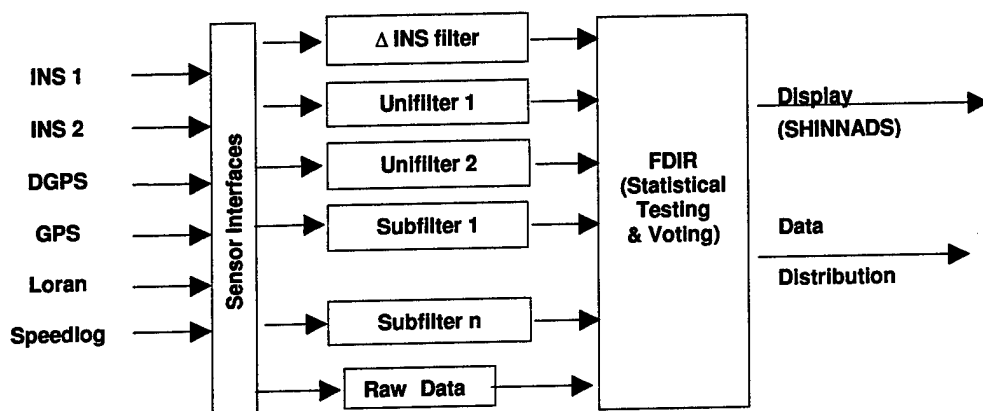 INS 1
INS 2
DGPS
GPS
Loran
Speedlog
Sensor Interfaces
Δ INS filter
Unifilter 1
Unifilter 2
Subfilter 1
Subfilter n
Raw Data
FDIR
(Statistical
Testing
& Voting)
Display
(SHINNADS)
Data
Distribution